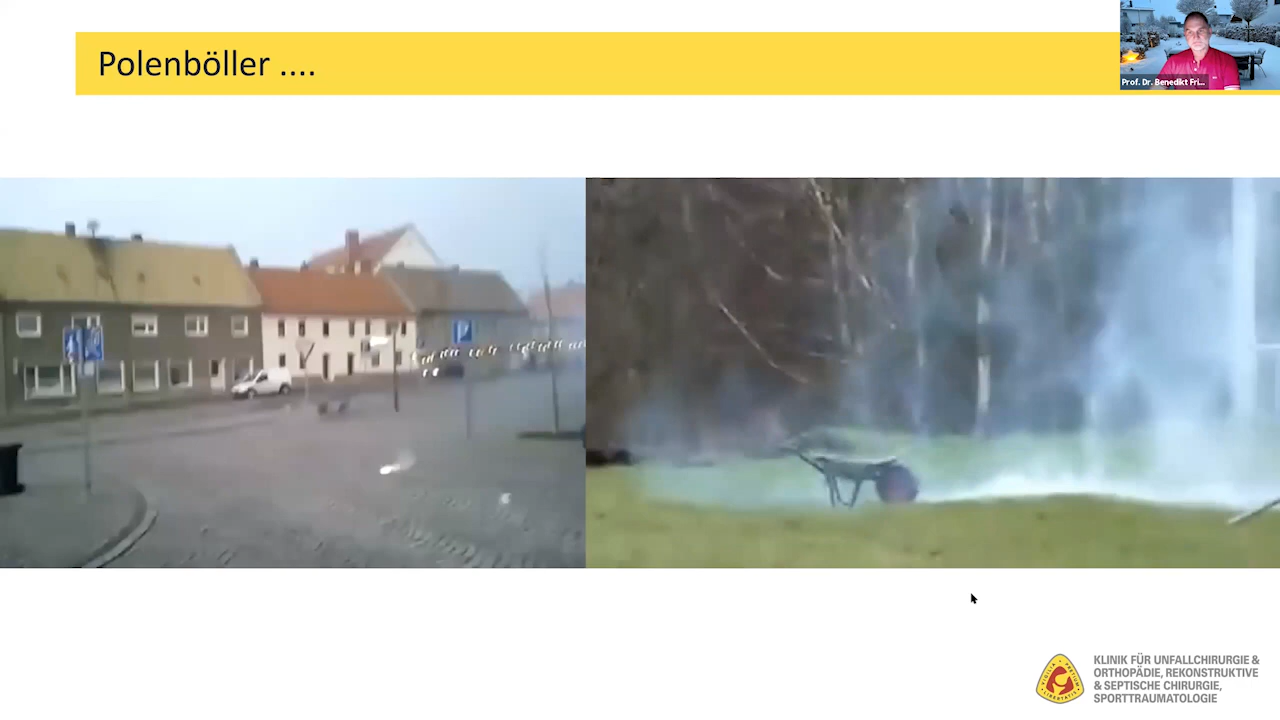 Polenböller ....
Prof. Dr. Benedikt Fri...
P
KLINIK FÜR UNFALLCHIRURGIE &
ORTHOPÄDIE, REKONSTRUKTIVE
& SEPTISCHE CHIRURGIE,
SPORTTRAUMATOLOGIE